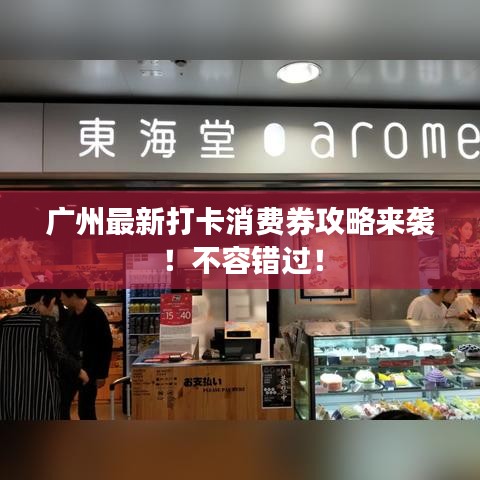 東海堂 arome
广州最新打卡消费券攻略来袭
！不容错过！
15 40
お支払い
PLEASE PAY HERE